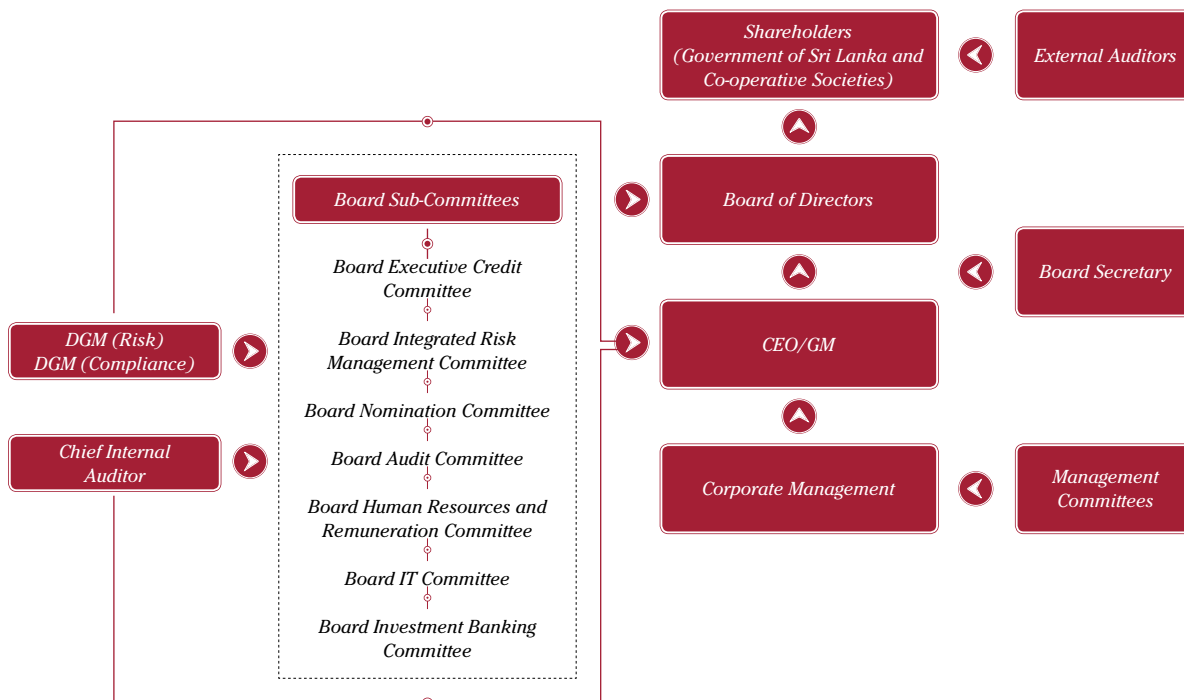 Shareholders
(Government of Sri Lanka and
Co-operative Societies)
External Auditors
Board Sub-Committees
Board of Directors
Board Executive Credit
Committee
Board Secretary
DGM (Risk)
DGM (Compliance)
Board Integrated Risk
Management Committee
CEO/GM
Board Nomination Committee
Chief Internal
Auditor
Board Audit Committee
Corporate Management
Management
Committees
Board Human Resources and
Remuneration Committee
Board IT Committee
Board Investment Banking
Committee